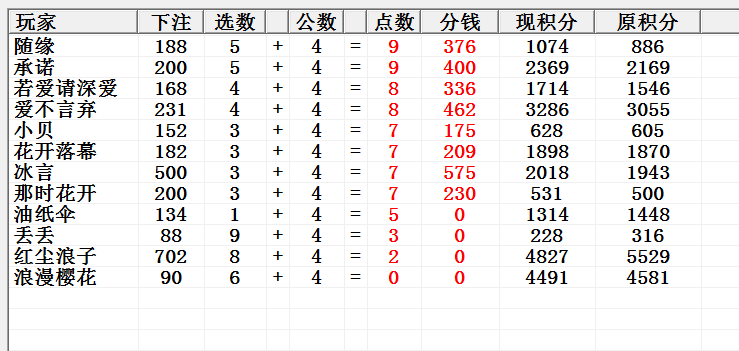 玩家 下注 选数 公数 点数 分钱 现积分 原积分
随缘 188 5 + 4 = 9 376 1074 886
承诺 200 5 + 4 = 9 400 2369 2169
若爱请深爱 168 4 + 4 = 8 336 1714 1546
爱不言弃 231 4 + 4 = 8 462 3286 3055
小贝 152 3 + 4 = 7 175 628 605
花开落幕 182 3 + 4 = 7 209 1898 1870
冰言 500 3 + 4 = 7 575 2018 1943
那时花开 200 3 + 4 = 7 230 531 500
油纸伞 134 1 + 4 = 5 0 1314 1448
丢丢 88 9 + 4 = 3 0 228 316
红尘浪子 702 8 + 4 = 2 0 4827 5529
浪漫樱花 90 6 + 4 = 0 0 4491 4581